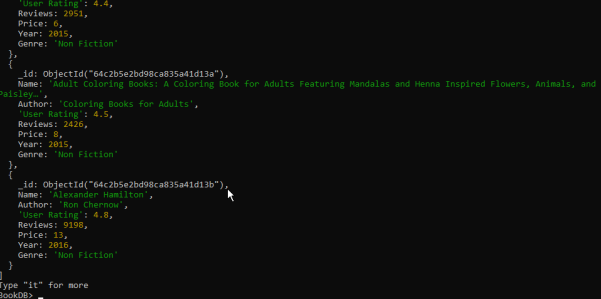 'User Rating': 4.4,
Reviews: 2951,
Price: 6,
Year: 2015,
Genre: 'Non Fiction'
},
{
_id: ObjectId("64c2b5e2bd98ca835a41d13a"),
Name: 'Adult Coloring Books: A Coloring Book for Adults Featuring Mandalas and Henna Inspired Flowers, Animals, and
Paisley…',
Author: 'Coloring Books for Adults',
'User Rating': 4.5,
Reviews: 2426,
Price: 8,
Year: 2015,
Genre: 'Non Fiction'
},
{
_id: ObjectId("64c2b5e2bd98ca835a41d13b"),
Name: 'Alexander Hamilton',
Author: 'Ron Chernow',
'User Rating': 4.8,
Reviews: 9198,
Price: 13,
Year: 2016,
Genre: 'Non Fiction'
}
]
Type "it" for more
BookDB>